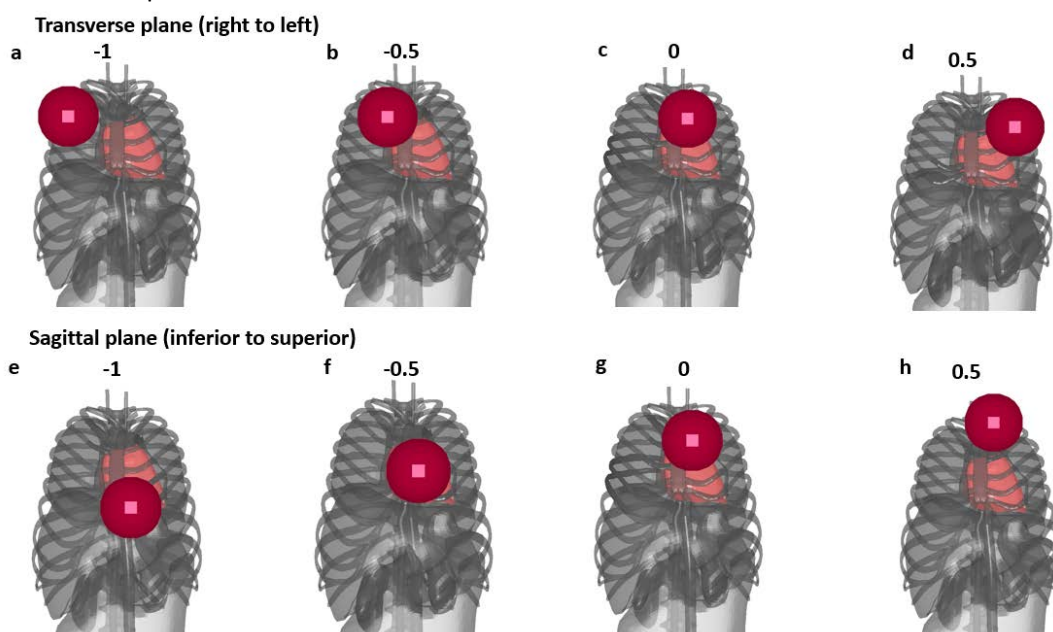 Transverse plane (right to left)
a -1 b -0.5 c 0 d 0.5
Sagittal plane (inferior to superior)
e -1 f -0.5 g 0 h 0.5